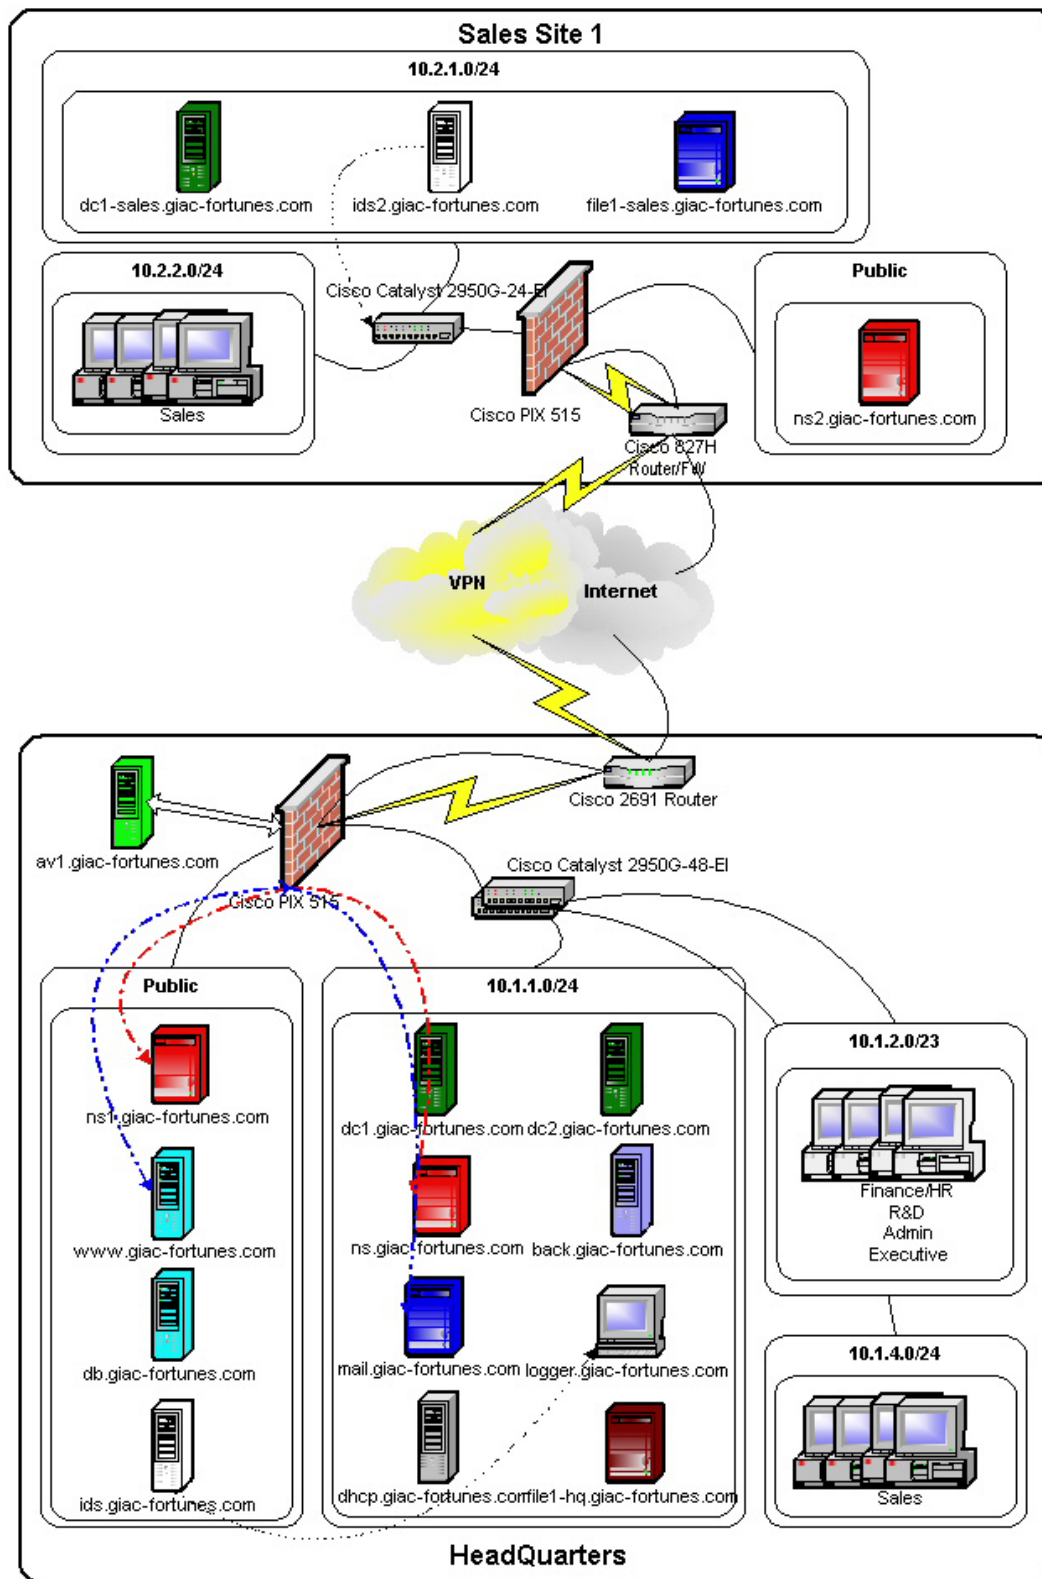 Sales Site 1
10.2.1.0/24
dc1-sales.giac-fortunes.com
ids2.giac-fortunes.com
file1-sales.giac-fortunes.com
10.2.2.0/24
Sales
Cisco Catalyst 2950G-24-EI
Cisco PIX 515
Public
ns2.giac-fortunes.com
Cisco 827H
Router/FW
VPN
Internet
Cisco 2691 Router
av1.giac-fortunes.com
Cisco PIX 515
Cisco Catalyst 2950G-48-EI
Public
ns1.giac-fortunes.com
www.giac-fortunes.com
db.giac-fortunes.com
ids.giac-fortunes.com
10.1.1.0/24
dc1.giac-fortunes.com
dc2.giac-fortunes.com
ns.giac-fortunes.com
back.giac-fortunes.com
mail.giac-fortunes.com
logger.giac-fortunes.com
dhcp.giac-fortunes.com
file1-hq.giac-fortunes.com
10.1.2.0/23
Finance/HR
R&D
Admin
Executive
10.1.4.0/24
Sales
HeadQuarters